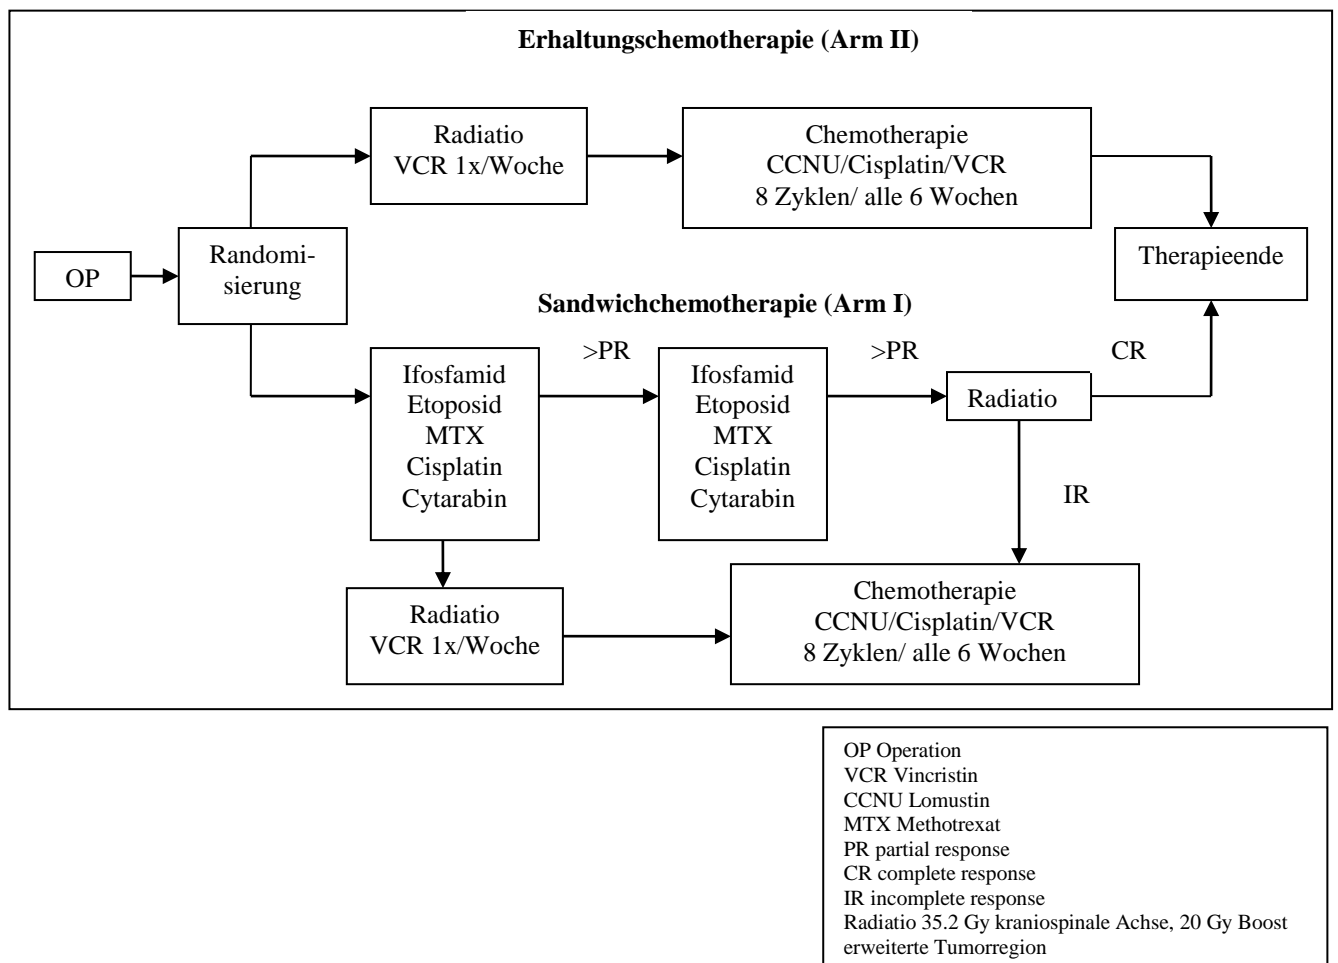 Erhaltungschemotherapie (Arm II)
Radiatio
VCR 1x/Woche
Chemotherapie
CCNU/Cisplatin/VCR
8 Zyklen/ alle 6 Wochen
OP
Randomi-
sierung
Therapieende
Sandwichchemotherapie (Arm I)
Ifosfamid
Etoposid
MTX
Cisplatin
Cytarabin
>PR
Ifosfamid
Etoposid
MTX
Cisplatin
Cytarabin
>PR
Radiatio
CR
IR
Radiatio
VCR 1x/Woche
Chemotherapie
CCNU/Cisplatin/VCR
8 Zyklen/ alle 6 Wochen
OP Operation
VCR Vincristin
CCNU Lomustin
MTX Methotrexat
PR partial response
CR complete response
IR incomplete response
Radiatio 35.2 Gy kraniospinale Achse, 20 Gy Boost
erweiterte Tumorregion